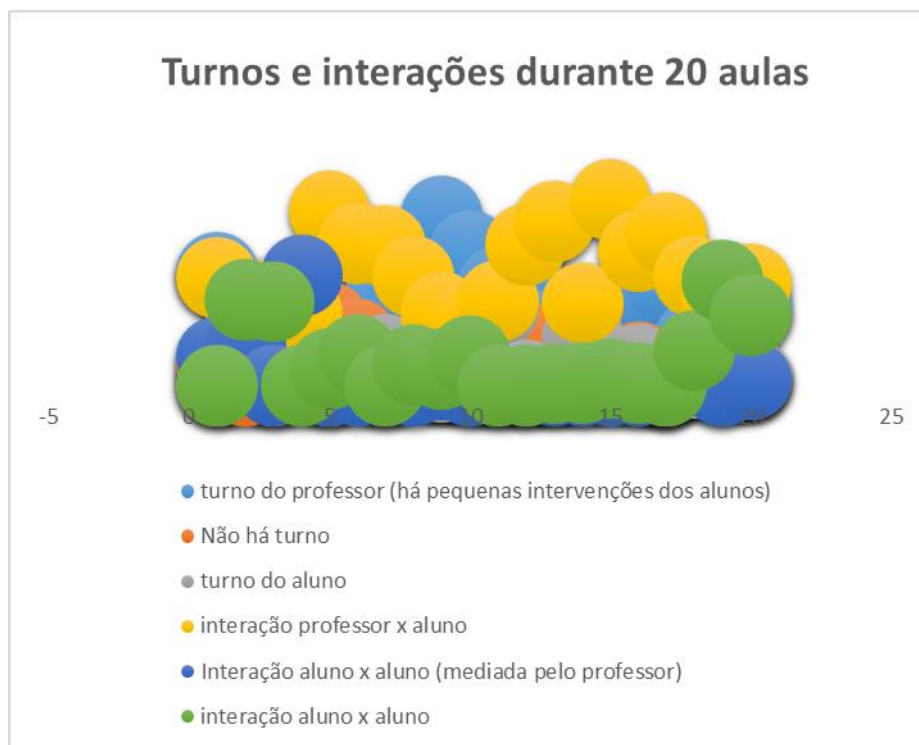 Turnos e interações durante 20 aulas
-5 0 5 10 15 20 25
turno do professor (há pequenas intervenções dos alunos)
Não há turno
turno do aluno
interação professor x aluno
Interação aluno x aluno (mediada pelo professor)
interação aluno x aluno